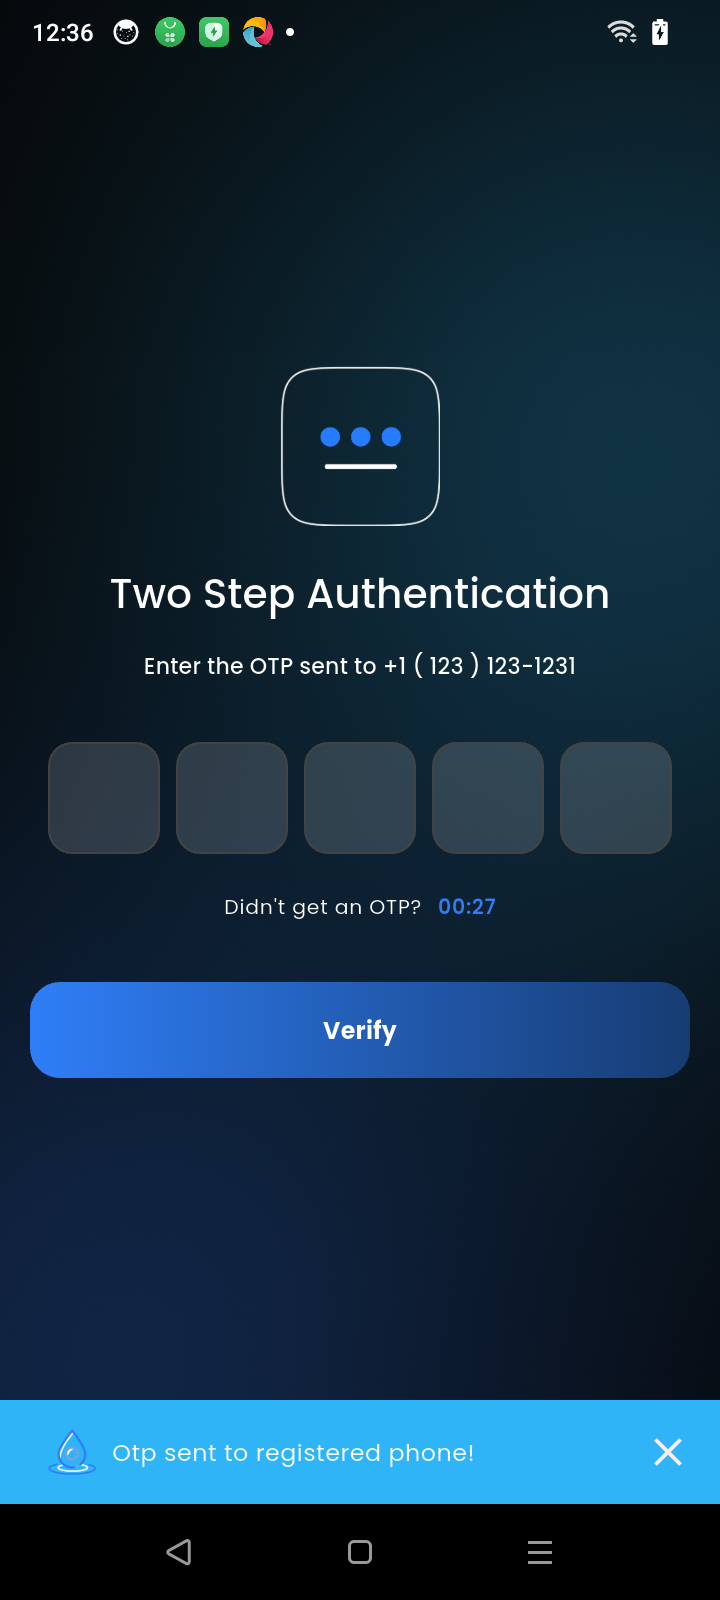 12:36
Two Step Authentication
Enter the OTP sent to +1 ( 123 ) 123-1231
Didn't get an OTP? 00:27
Verify
Otp sent to registered phone!